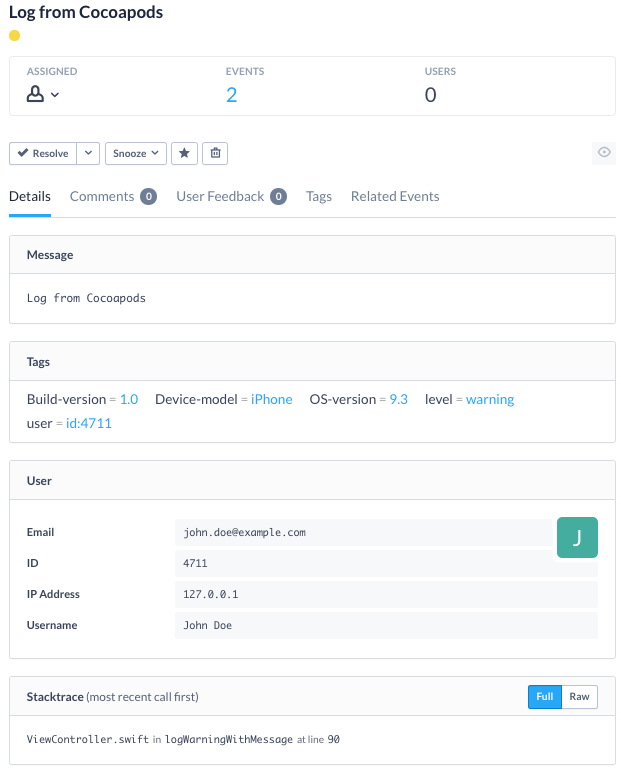 Log from Cocoapods
ASSIGNED EVENTS USERS
2 0
Resolve Snooze
Details Comments 0 User Feedback 0 Tags Related Events
Message
Log from Cocoapods
Tags
Build-version = 1.0 Device-model = iPhone OS-version = 9.3 level = warning
user = id:4711
User
Email john.doe@example.com
J
ID 4711
IP Address 127.0.0.1
Username John Doe
Stacktrace (most recent call first) Full Raw
ViewController.swift in logWarningWithMessage at line 90